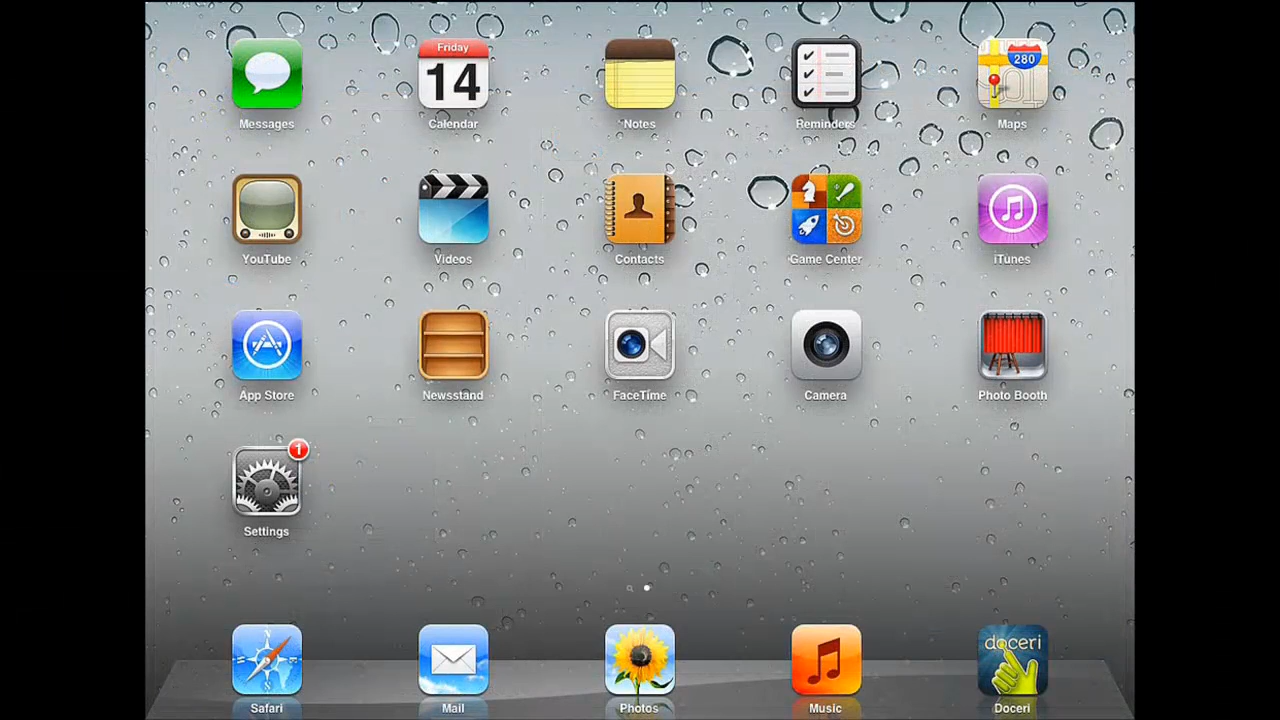 Friday
14
280
Messages
Calendar
Notes
Reminders
Maps
YouTube
Videos
Contacts
Game Center
iTunes
App Store
Newsstand
FaceTime
Camera
Photo Booth
1
Settings
doceri
Safari
Mail
Photos
Music
Doceri